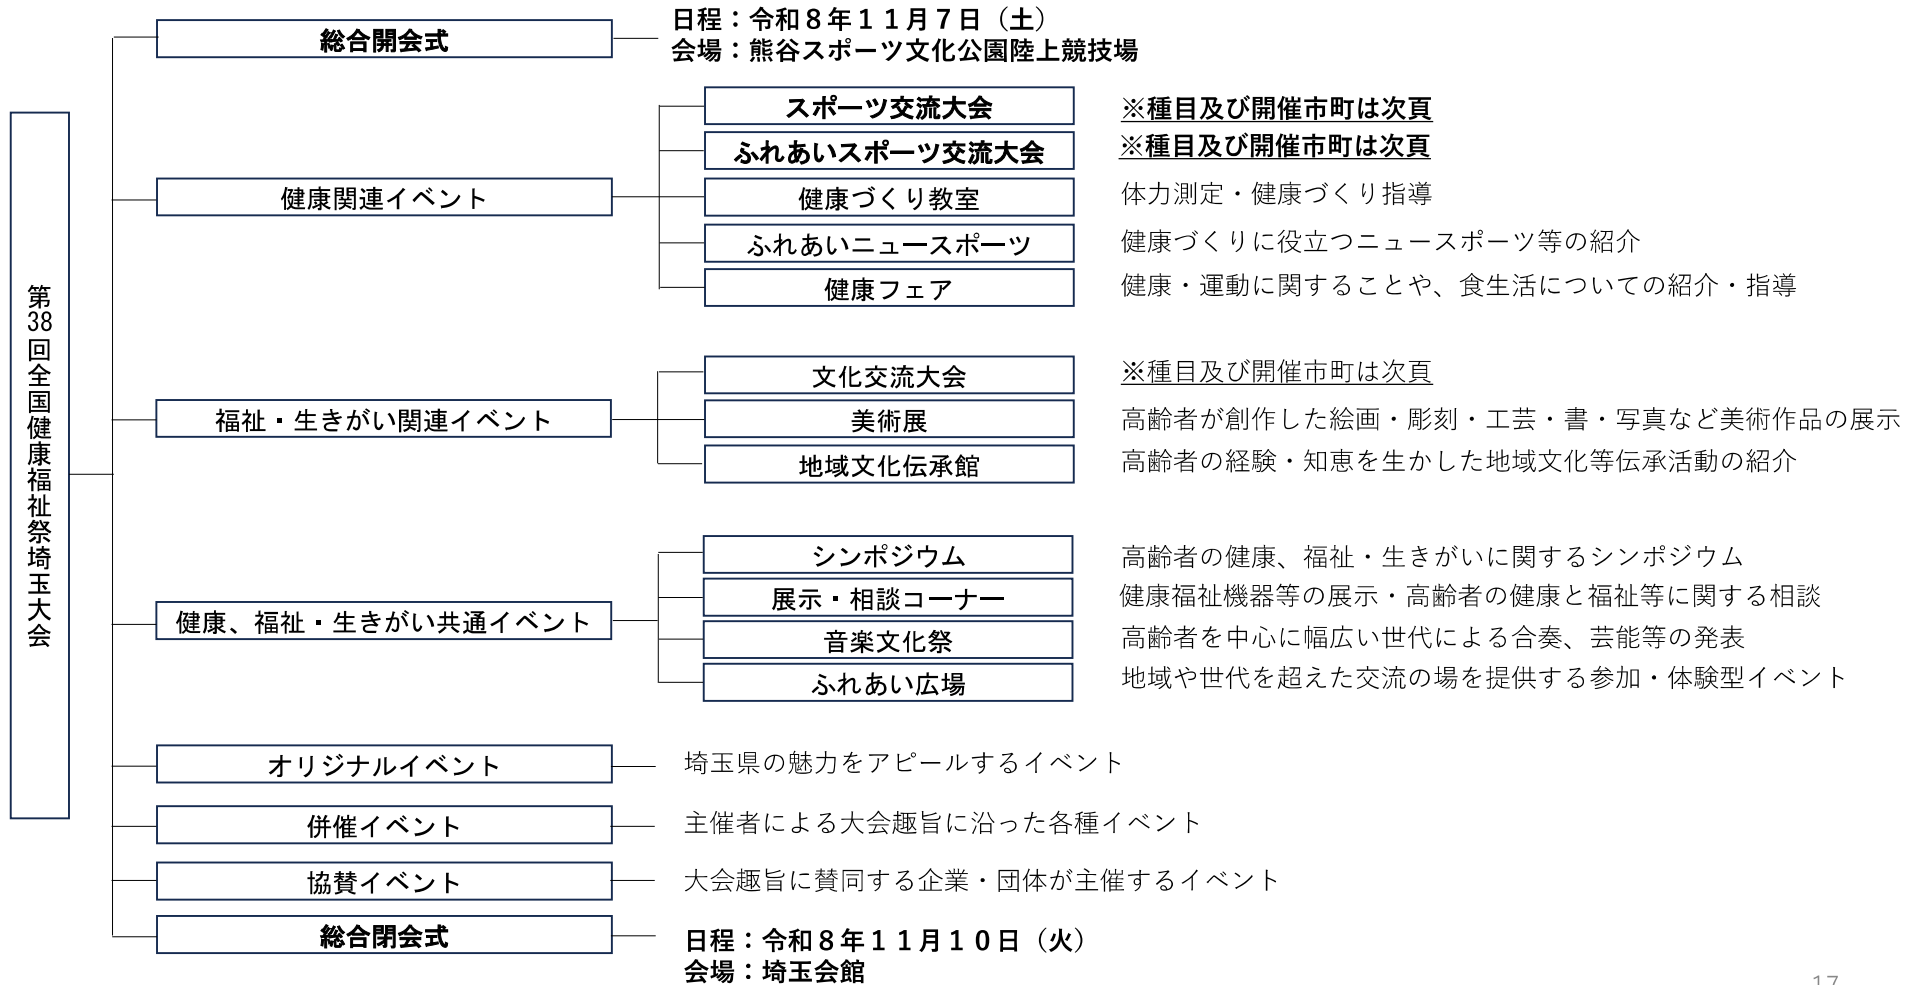 第38回全国健康福祉祭埼玉大会
総合開会式
日程：令和８年１１月７日（土）
会場：熊谷スポーツ文化公園陸上競技場
健康関連イベント
スポーツ交流大会
※種目及び開催市町は次頁
ふれあいスポーツ交流大会
※種目及び開催市町は次頁
健康づくり教室
体力測定・健康づくり指導
ふれあいニュースポーツ
健康づくりに役立つニュースポーツ等の紹介
健康フェア
健康・運動に関することや、食生活についての紹介・指導
福祉・生きがい関連イベント
文化交流大会
※種目及び開催市町は次頁
美術展
高齢者が創作した絵画・彫刻・工芸・書・写真など美術作品の展示
地域文化伝承館
高齢者の経験・知恵を生かした地域文化等伝承活動の紹介
健康、福祉・生きがい共通イベント
シンポジウム
高齢者の健康、福祉・生きがいに関するシンポジウム
展示・相談コーナー
健康福祉機器等の展示・高齢者の健康と福祉等に関する相談
音楽文化祭
高齢者を中心に幅広い世代による合奏、芸能等の発表
ふれあい広場
地域や世代を超えた交流の場を提供する参加・体験型イベント
オリジナルイベント
埼玉県の魅力をアピールするイベント
併催イベント
主催者による大会趣旨に沿った各種イベント
協賛イベント
大会趣旨に賛同する企業・団体が主催するイベント
総合閉会式
日程：令和８年１１月１０日（火）
会場：埼玉会館
17